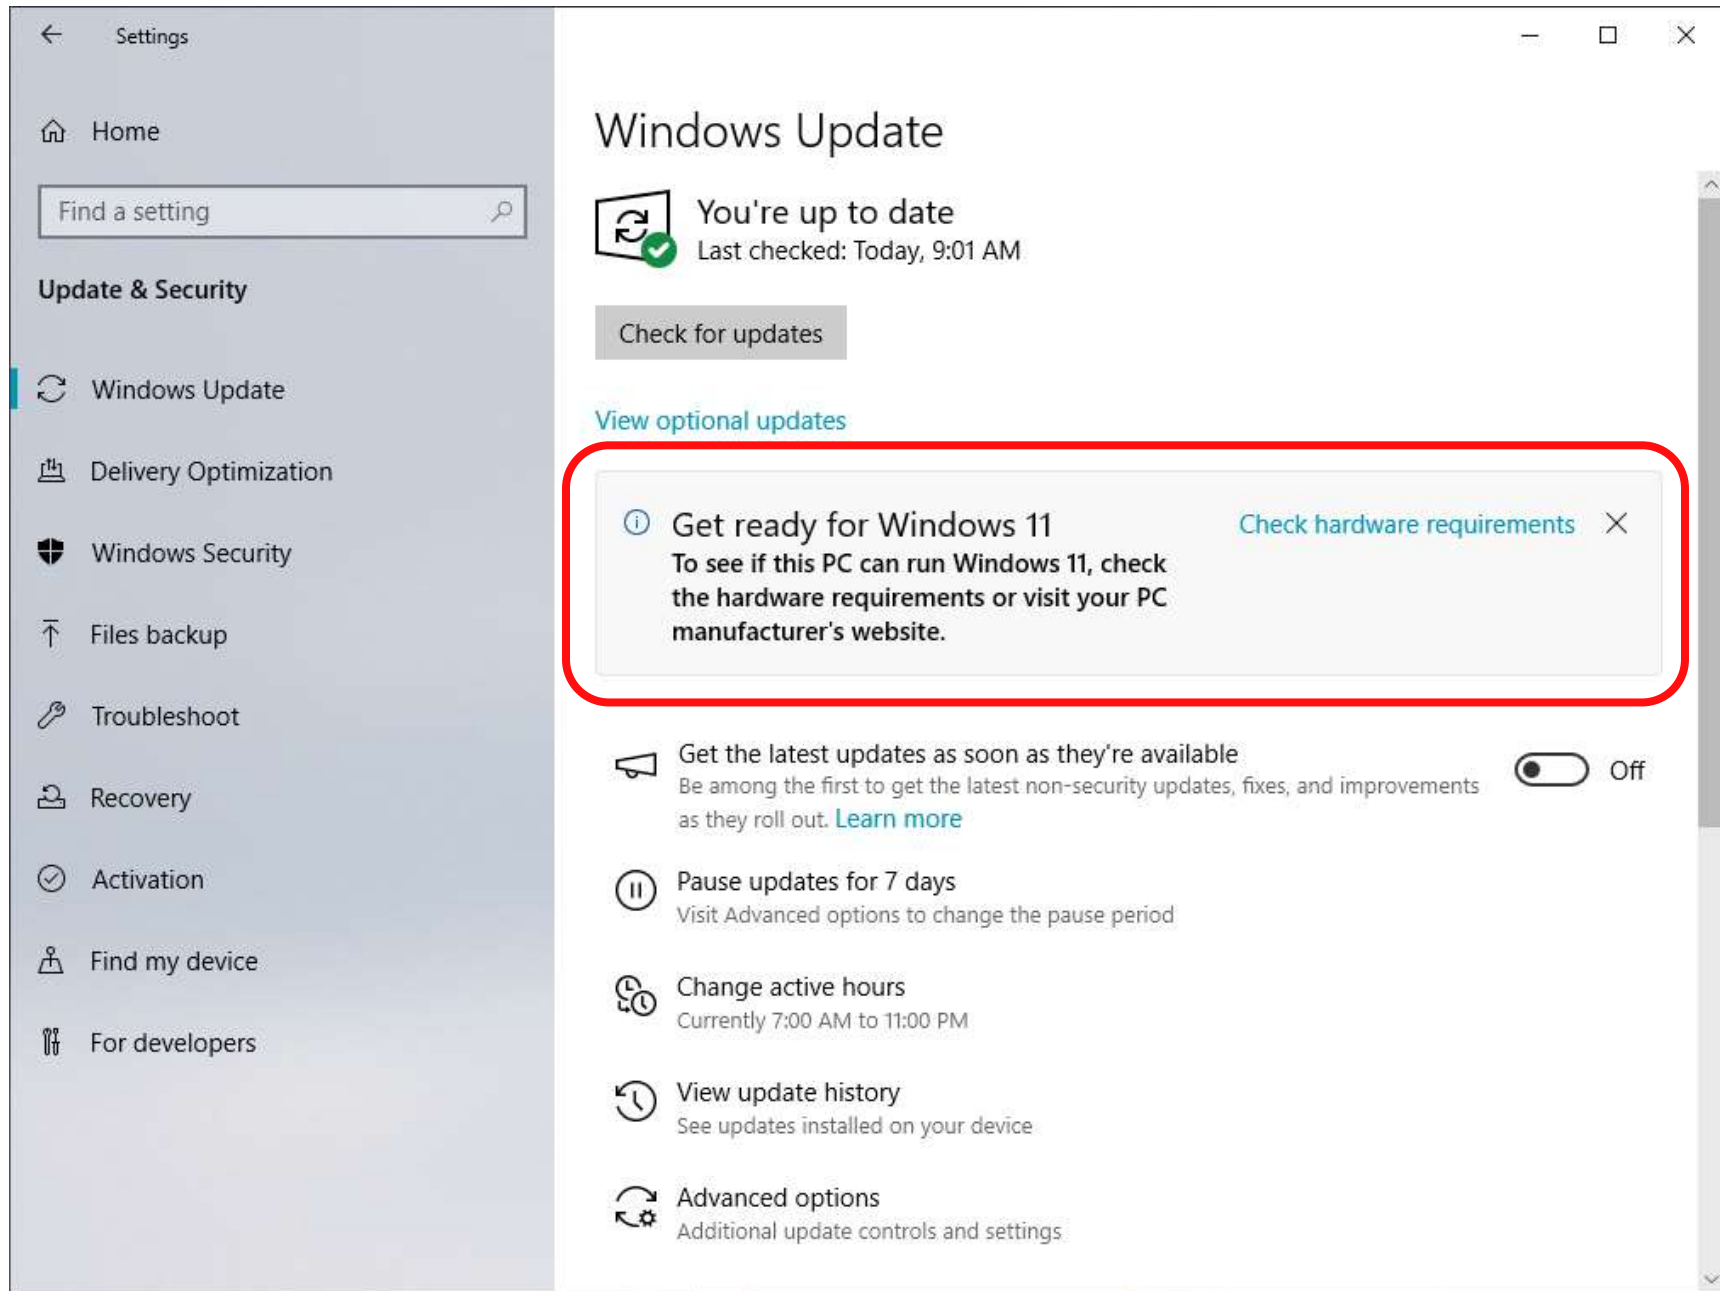 Settings
Home
Find a setting
Update & Security
Windows Update
Delivery Optimization
Windows Security
Files backup
Troubleshoot
Recovery
Activation
Find my device
For developers
Windows Update
You're up to date
Last checked: Today, 9:01 AM
Check for updates
View optional updates
Get ready for Windows 11
Check hardware requirements
To see if this PC can run Windows 11, check
the hardware requirements or visit your PC
manufacturer's website.
Get the latest updates as soon as they're available
Off
Be among the first to get the latest non-security updates, fixes, and improvements
as they roll out. Learn more
Pause updates for 7 days
Visit Advanced options to change the pause period
Change active hours
Currently 7:00 AM to 11:00 PM
View update history
See updates installed on your device
Advanced options
Additional update controls and settings